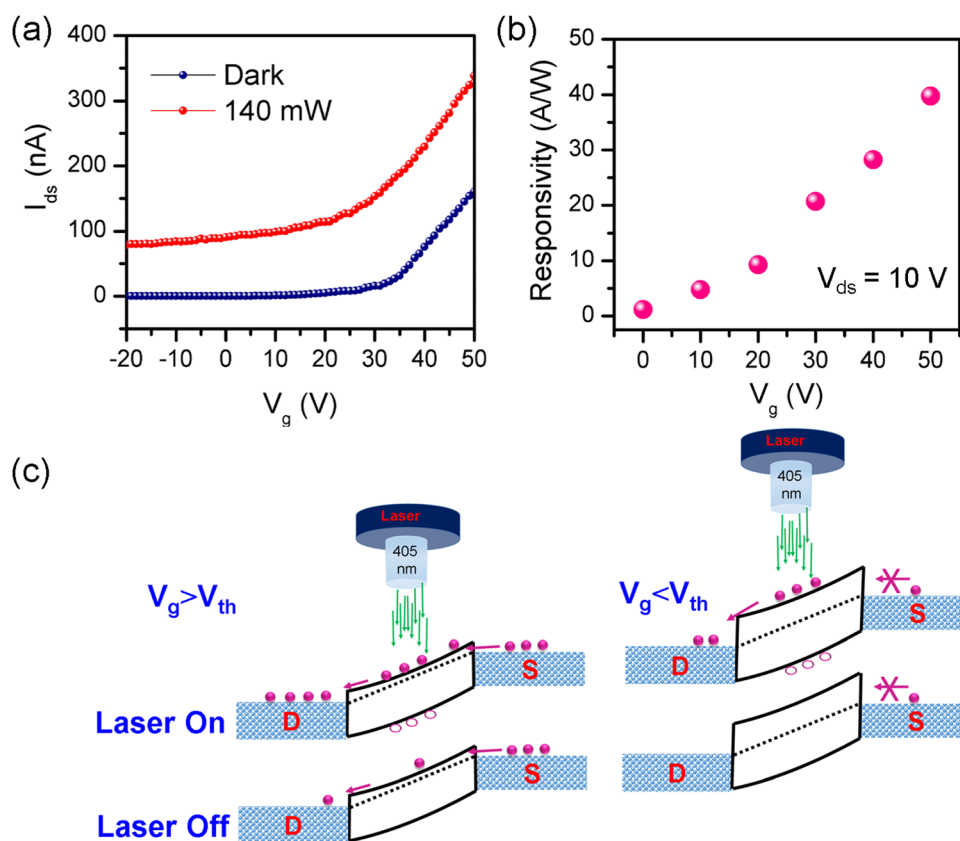 (a)
400
300
200
100
0
I_ds (nA)
Dark
140 mW
-20 -10 0 10 20 30 40 50
V_g (V)
(b)
50
40
30
20
10
0
Responsivity (A/W)
V_ds = 10 V
0 10 20 30 40 50
V_g (V)
(c)
Laser
405
nm
V_g>V_th
S
D
Laser On
S
D
Laser Off
Laser
405
nm
V_g<V_th
S
D
S
D